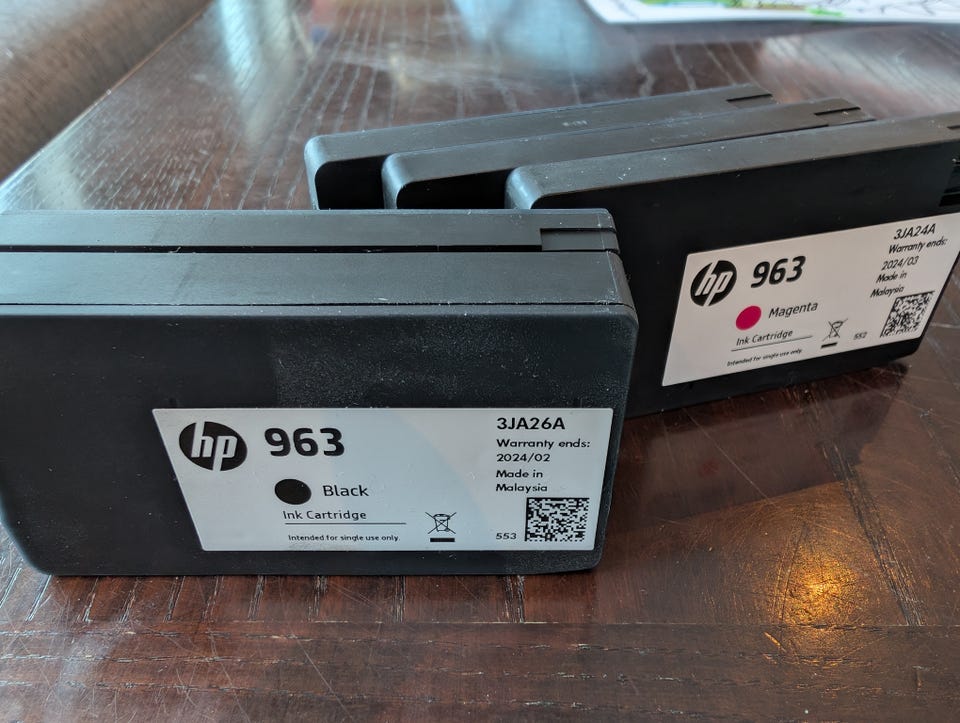 hp 963
Black
Ink Cartridge
Intended for single use only.
3JA26A
Warranty ends:
2024/02
Made in
Malaysia
553
hp 963
Magenta
Ink Cartridge
Intended for single use only.
3JA24A
Warranty ends:
2024/03
Made in
Malaysia
552